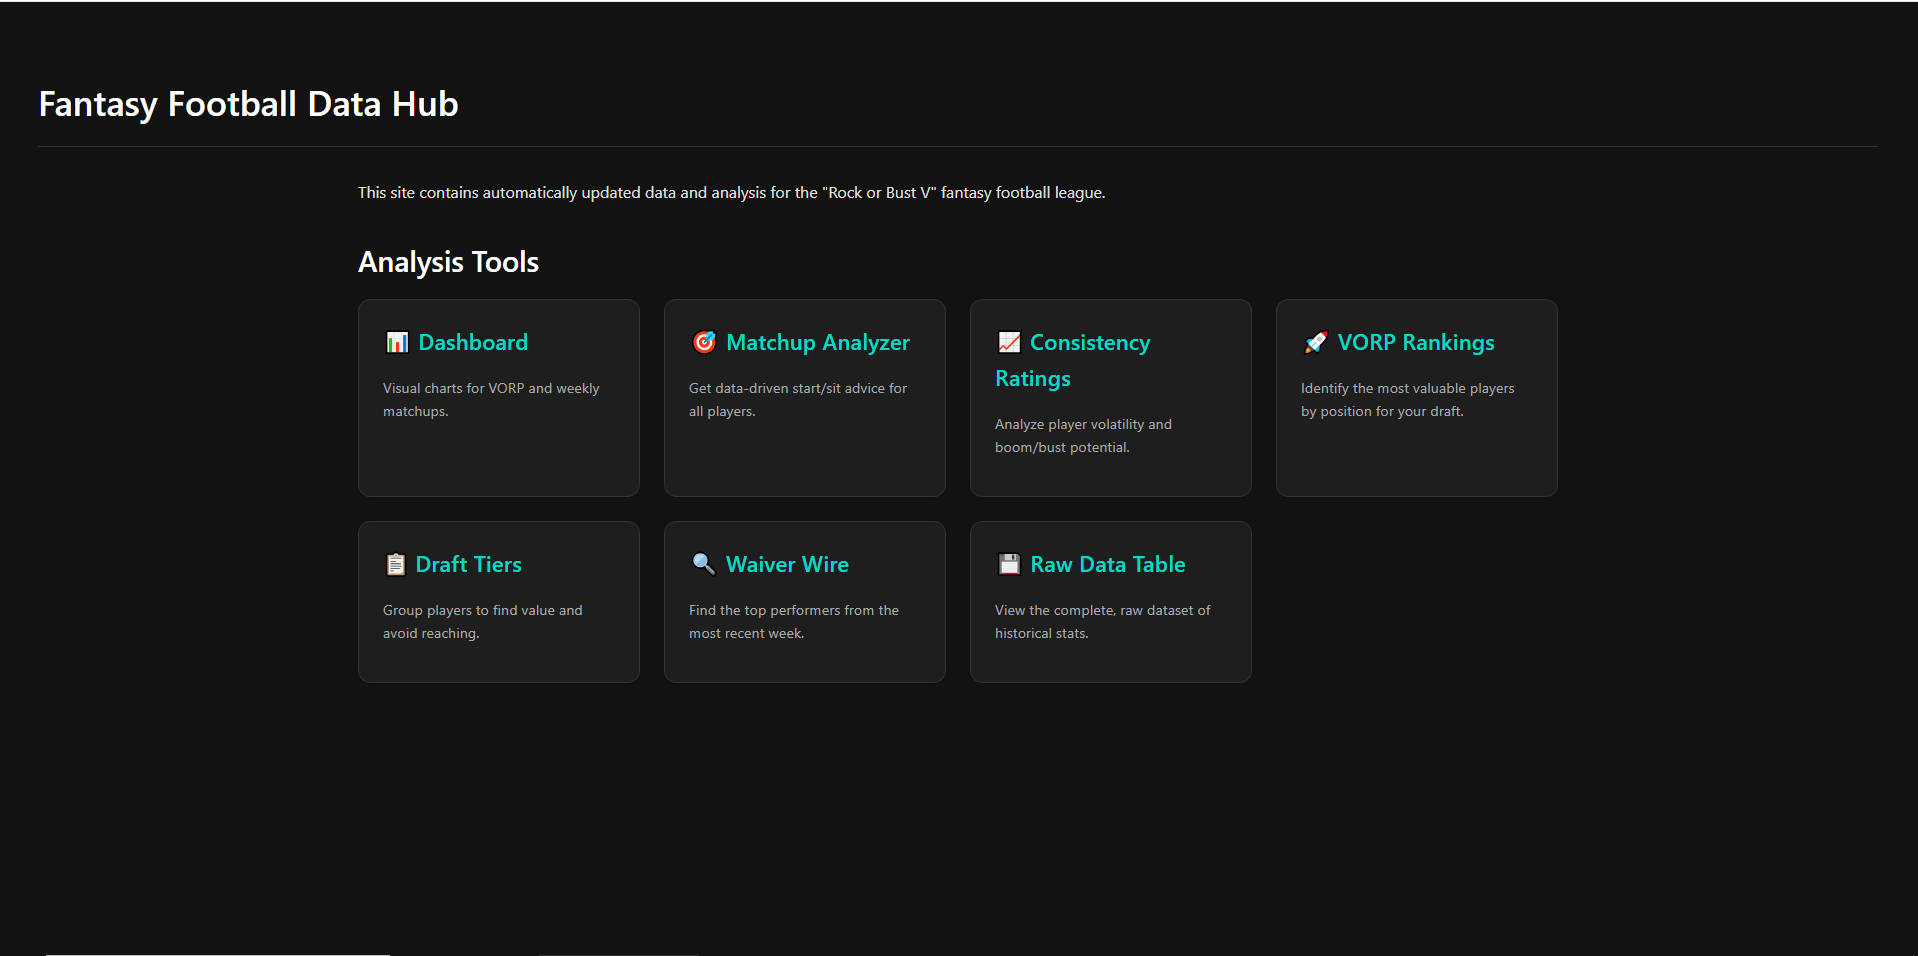 Fantasy Football Data Hub
This site contains automatically updated data and analysis for the "Rock or Bust V" fantasy football league.
Analysis Tools
📊 Dashboard
Visual charts for VORP and weekly
matchups.
🎯 Matchup Analyzer
Get data-driven start/sit advice for
all players.
📈 Consistency
Ratings
Analyze player volatility and
boom/bust potential.
🚀 VORP Rankings
Identify the most valuable players
by position for your draft.
📋 Draft Tiers
Group players to find value and
avoid reaching.
🔍 Waiver Wire
Find the top performers from the
most recent week.
💾 Raw Data Table
View the complete, raw dataset of
historical stats.